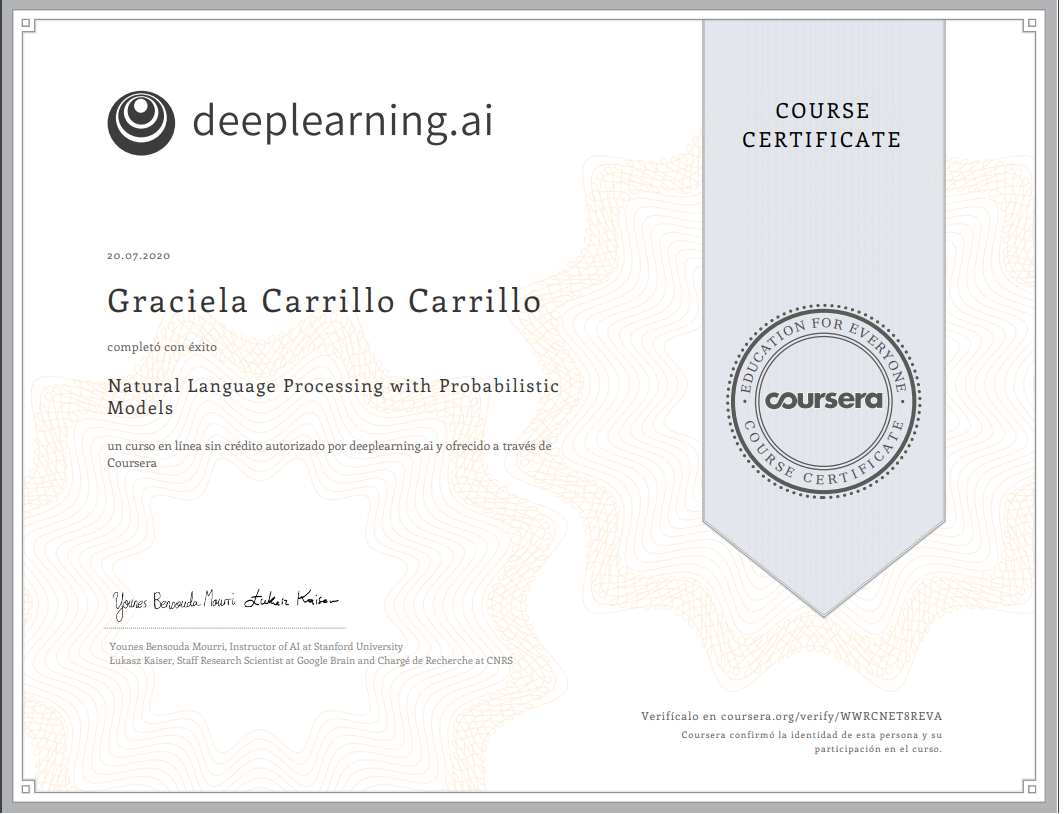 deeplearning.ai
COURSE
CERTIFICATE
20.07.2020
Graciela Carrillo Carrillo
completó con éxito
Natural Language Processing with Probabilistic
Models
un curso en línea sin crédito autorizado por deeplearning.ai y ofrecido a través de
Coursera
EDUCATION FOR EVERYONE
coursera
COURSE CERTIFICATE
Younes Bensouda Mourri Łukasz Kaiser
Younes Bensouda Mourri, Instructor of AI at Stanford University
Łukasz Kaiser, Staff Research Scientist at Google Brain and Chargé de Recherche at CNRS
Verifícalo en coursera.org/verify/WWRCNET8REVA
Coursera confirmó la identidad de esta persona y su
participación en el curso.